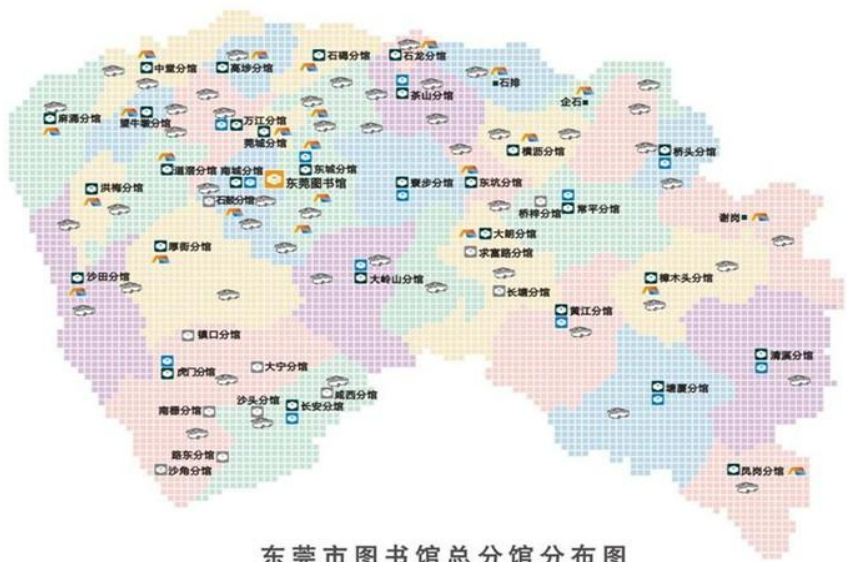 石碣分馆
石龙分馆
中堂分馆
高埗分馆
石排
茶山分馆
企石
麻涌分馆
望牛墩分馆
万江分馆
莞城分馆
横沥分馆
桥头分馆
道滘分馆
南城分馆
东城分馆
东莞图书馆
寮步分馆
东坑分馆
洪梅分馆
石鼓分馆
桥梓分馆
常平分馆
谢岗
厚街分馆
大朗分馆
求富路分馆
沙田分馆
大岭山分馆
樟木头分馆
长塘分馆
黄江分馆
镇口分馆
清溪分馆
虎门分馆
大宁分馆
塘厦分馆
咸西分馆
沙头分馆
长安分馆
南栅分馆
路东分馆
沙角分馆
凤岗分馆
东莞市图书馆总分馆分布图